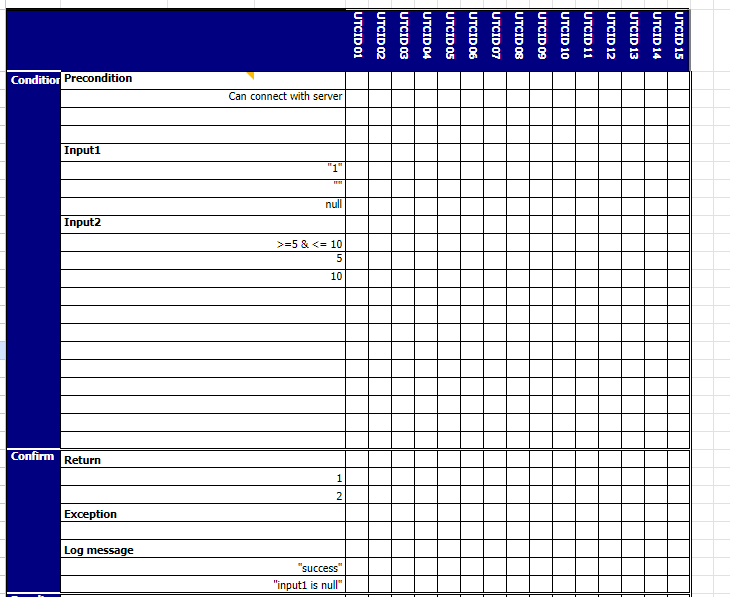 UTCID01 UTCID02 UTCID03 UTCID04 UTCID05 UTCID06 UTCID07 UTCID08 UTCID09 UTCID10 UTCID11 UTCID12 UTCID13 UTCID14 UTCID15
Condition Precondition
Can connect with server
Input1
"1"
""
null
Input2
>=5 & <= 10
5
10
Confirm Return
1
2
Exception
Log message
"success"
"input1 is null"